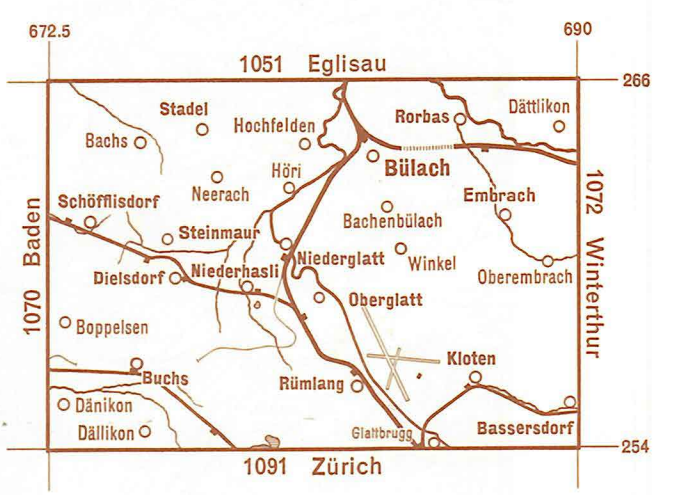 672.5
690
1051 Eglisau
266
Stadel
Rorbas
Dättlikon
Hochfelden
Bachs
Bülach
Höri
Neerach
1072 Winterthur
Schöfflisdorf
Embrach
1070 Baden
Bachenbülach
Steinmaur
Niederglatt
Winkel
Dielsdorf
Niederhasli
Oberembrach
Oberglatt
Boppelsen
Kloten
Buchs
Rümlang
Dänikon
Bassersdorf
Dällikon
Glattbrugg
254
1091 Zürich